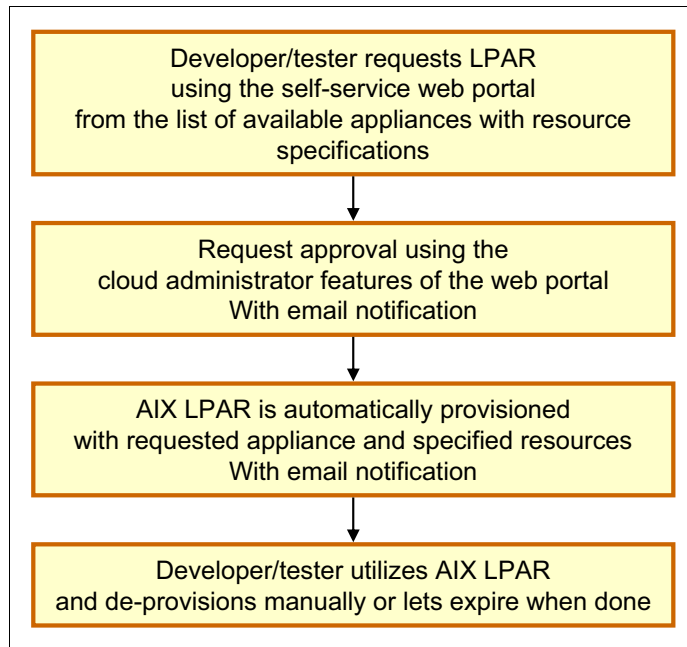 Developer/tester requests LPAR
using the self-service web portal
from the list of available appliances with resource
specifications
Request approval using the
cloud administrator features of the web portal
With email notification
AIX LPAR is automatically provisioned
with requested appliance and specified resources
With email notification
Developer/tester utilizes AIX LPAR
and de-provisions manually or lets expire when done